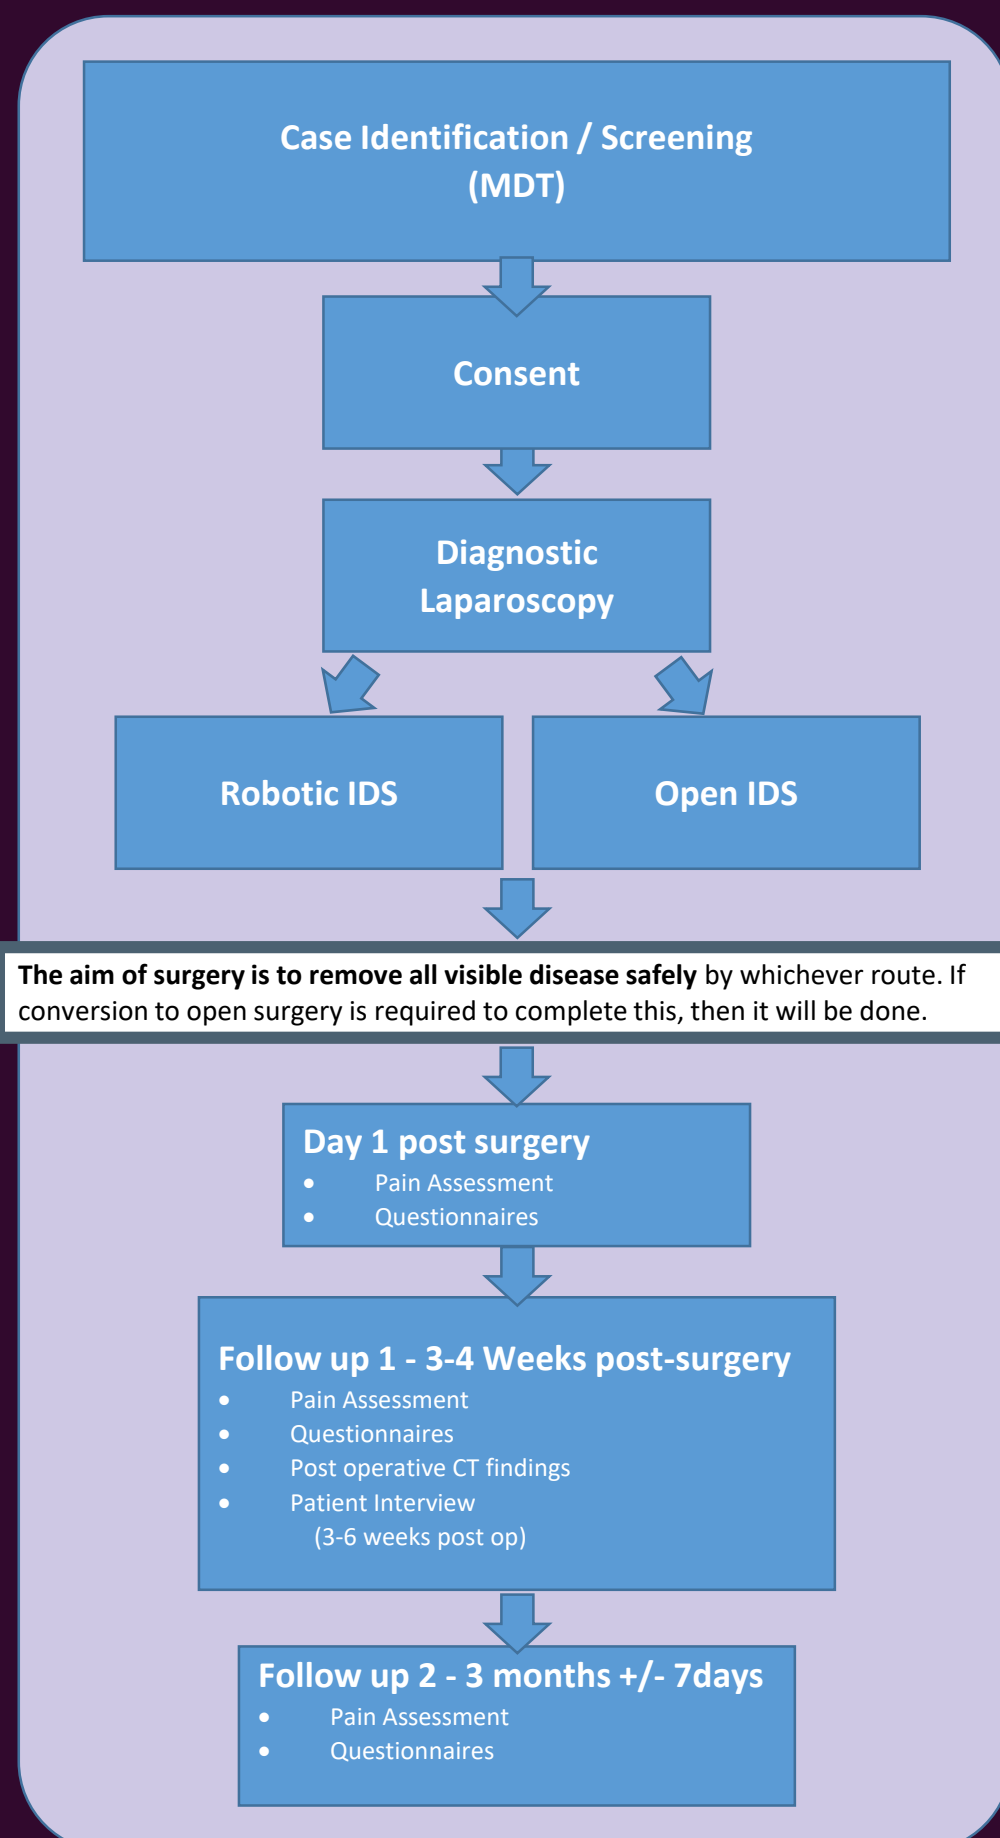 Case Identification / Screening
(MDT)
Consent
Diagnostic
Laparoscopy
Robotic IDS
Open IDS
The aim of surgery is to remove all visible disease safely by whichever route. If
conversion to open surgery is required to complete this, then it will be done.
Day 1 post surgery
• Pain Assessment
• Questionnaires
Follow up 1 - 3-4 Weeks post-surgery
• Pain Assessment
• Questionnaires
• Post operative CT findings
• Patient Interview
(3-6 weeks post op)
Follow up 2 - 3 months +/- 7days
• Pain Assessment
• Questionnaires